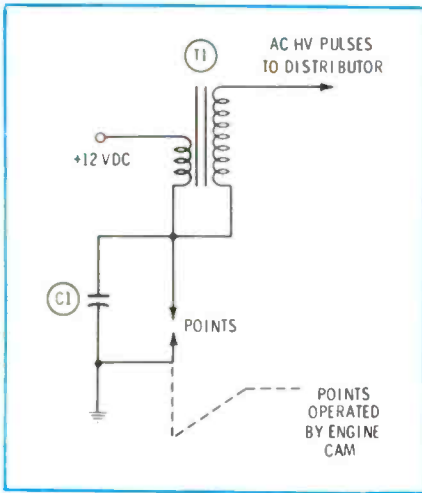 T1
AC HV PULSES
TO DISTRIBUTOR
+12 VDC
C1
POINTS
POINTS
OPERATED
BY ENGINE
CAM